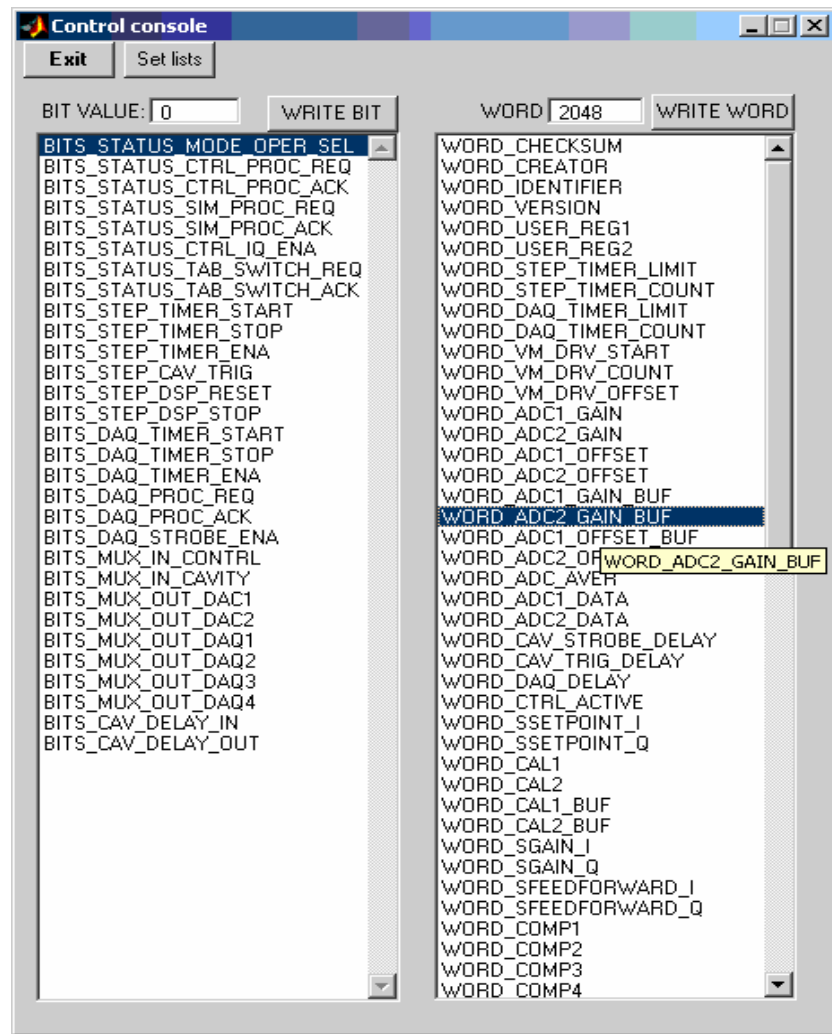 Control console
Exit Set lists
BIT VALUE: 0 WRITE BIT
BITS_STATUS_MODE_OPER_SEL
BITS_STATUS_CTRL_PROC_REQ
BITS_STATUS_CTRL_PROC_ACK
BITS_STATUS_SIM_PROC_REQ
BITS_STATUS_SIM_PROC_ACK
BITS_STATUS_CTRL_IQ_ENA
BITS_STATUS_TAB_SWITCH_REQ
BITS_STATUS_TAB_SWITCH_ACK
BITS_STEP_TIMER_START
BITS_STEP_TIMER_STOP
BITS_STEP_TIMER_ENA
BITS_STEP_CAV_TRIG
BITS_STEP_DSP_RESET
BITS_STEP_DSP_STOP
BITS_DAQ_TIMER_START
BITS_DAQ_TIMER_STOP
BITS_DAQ_TIMER_ENA
BITS_DAQ_PROC_REQ
BITS_DAQ_PROC_ACK
BITS_DAQ_STROBE_ENA
BITS_MUX_IN_CONTRL
BITS_MUX_IN_CAVITY
BITS_MUX_OUT_DAC1
BITS_MUX_OUT_DAC2
BITS_MUX_OUT_DAQ1
BITS_MUX_OUT_DAQ2
BITS_MUX_OUT_DAQ3
BITS_MUX_OUT_DAQ4
BITS_CAV_DELAY_IN
BITS_CAV_DELAY_OUT
WORD 2048 WRITE WORD
WORD_CHECKSUM
WORD_CREATOR
WORD_IDENTIFIER
WORD_VERSION
WORD_USER_REG1
WORD_USER_REG2
WORD_STEP_TIMER_LIMIT
WORD_STEP_TIMER_COUNT
WORD_DAQ_TIMER_LIMIT
WORD_DAQ_TIMER_COUNT
WORD_VM_DRV_START
WORD_VM_DRV_COUNT
WORD_VM_DRV_OFFSET
WORD_ADC1_GAIN
WORD_ADC2_GAIN
WORD_ADC1_OFFSET
WORD_ADC2_OFFSET
WORD_ADC1_GAIN_BUF
WORD_ADC2_GAIN_BUF
WORD_ADC1_OFFSET_BUF
WORD_ADC2_OF
WORD_ADC2_GAIN_BUF
WORD_ADC_AVER
WORD_ADC1_DATA
WORD_ADC2_DATA
WORD_CAV_STROBE_DELAY
WORD_CAV_TRIG_DELAY
WORD_DAQ_DELAY
WORD_CTRL_ACTIVE
WORD_SSETPOINT_I
WORD_SSETPOINT_Q
WORD_CAL1
WORD_CAL2
WORD_CAL1_BUF
WORD_CAL2_BUF
WORD_SGAIN_I
WORD_SGAIN_Q
WORD_SFEEDFORWARD_I
WORD_SFEEDFORWARD_Q
WORD_COMP1
WORD_COMP2
WORD_COMP3
WORD_COMP4